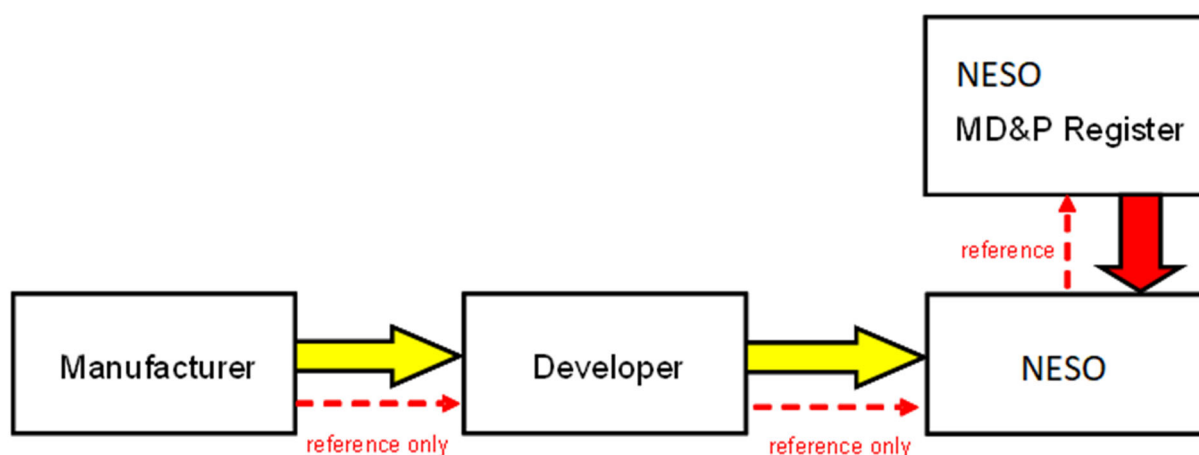 NESO
MD&P Register
reference
Manufacturer
Developer
NESO
reference only
reference only